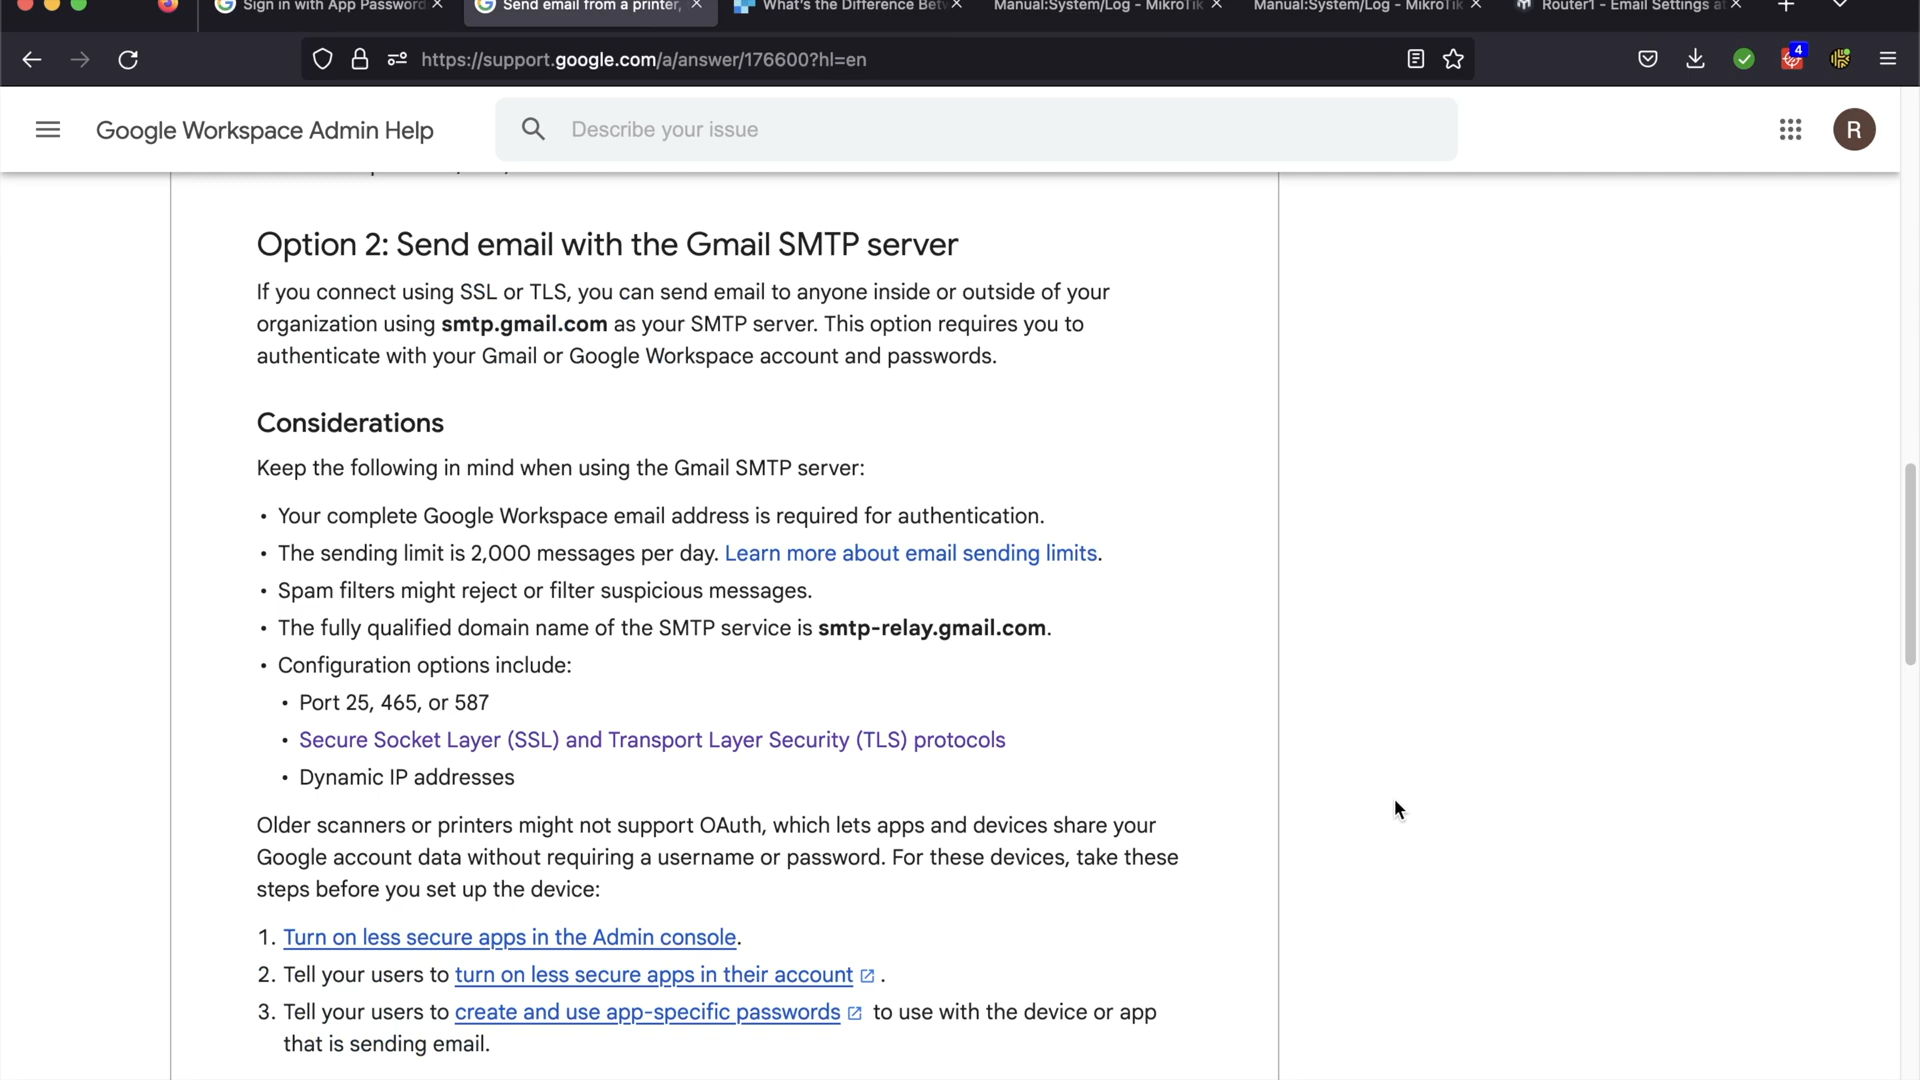 Sign in with App Password
Send email from a printer,
What's the Difference Bet
Manual:System/Log - MikroTik
Manual:System/Log - MikroTik
Router1 - Email Settings at
https://support.google.com/a/answer/176600?hl=en
4
Google Workspace Admin Help
Describe your issue
R
Option 2: Send email with the Gmail SMTP server
If you connect using SSL or TLS, you can send email to anyone inside or outside of your
organization using smtp.gmail.com as your SMTP server. This option requires you to
authenticate with your Gmail or Google Workspace account and passwords.
Considerations
Keep the following in mind when using the Gmail SMTP server:
• Your complete Google Workspace email address is required for authentication.
• The sending limit is 2,000 messages per day. Learn more about email sending limits.
• Spam filters might reject or filter suspicious messages.
• The fully qualified domain name of the SMTP service is smtp-relay.gmail.com.
• Configuration options include:
• Port 25, 465, or 587
• Secure Socket Layer (SSL) and Transport Layer Security (TLS) protocols
• Dynamic IP addresses
Older scanners or printers might not support OAuth, which lets apps and devices share your
Google account data without requiring a username or password. For these devices, take these
steps before you set up the device:
1. Turn on less secure apps in the Admin console.
2. Tell your users to turn on less secure apps in their account .
3. Tell your users to create and use app-specific passwords to use with the device or app
that is sending email.